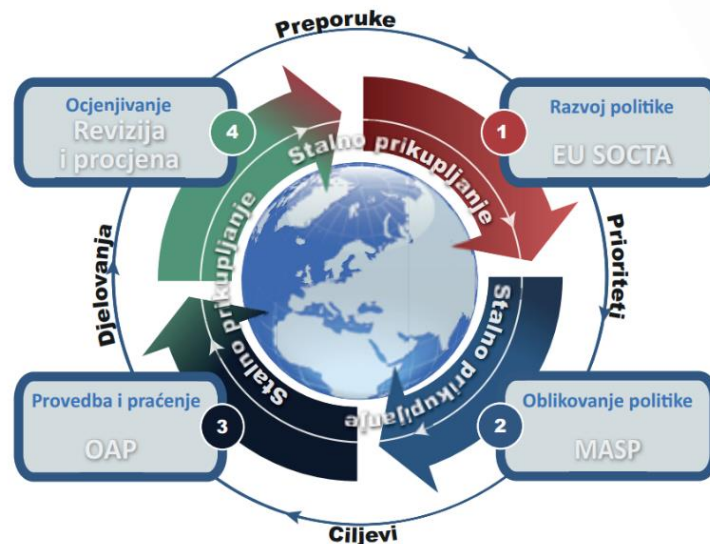 Preporuke
Ocjenjivanje
Revizija
i procjena
4
Razvoj politike
EU SOCTA
1
Stalno prikupljanje
Stalno prikupljanje
Stalno prikupljanje
Stalno prikupljanje
Djelovanja
Prioriteti
Provedba i praćenje
OAP
3
Oblikovanje politike
MASP
2
Ciljevi